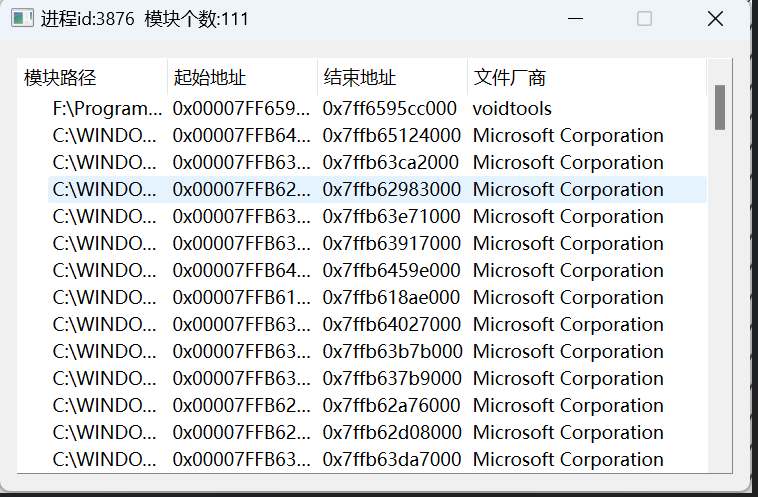 进程id:3876 模块个数:111
模块路径 起始地址 结束地址 文件厂商
F:\Program... 0x00007FF659... 0x7ff6595cc000 voidtools
C:\WINDO... 0x00007FFB64... 0x7ffb65124000 Microsoft Corporation
C:\WINDO... 0x00007FFB63... 0x7ffb63ca2000 Microsoft Corporation
C:\WINDO... 0x00007FFB62... 0x7ffb62983000 Microsoft Corporation
C:\WINDO... 0x00007FFB63... 0x7ffb63e71000 Microsoft Corporation
C:\WINDO... 0x00007FFB63... 0x7ffb63917000 Microsoft Corporation
C:\WINDO... 0x00007FFB64... 0x7ffb6459e000 Microsoft Corporation
C:\WINDO... 0x00007FFB61... 0x7ffb618ae000 Microsoft Corporation
C:\WINDO... 0x00007FFB63... 0x7ffb64027000 Microsoft Corporation
C:\WINDO... 0x00007FFB63... 0x7ffb63b7b000 Microsoft Corporation
C:\WINDO... 0x00007FFB63... 0x7ffb637b9000 Microsoft Corporation
C:\WINDO... 0x00007FFB62... 0x7ffb62a76000 Microsoft Corporation
C:\WINDO... 0x00007FFB62... 0x7ffb62d08000 Microsoft Corporation
C:\WINDO... 0x00007FFB63... 0x7ffb63da7000 Microsoft Corporation